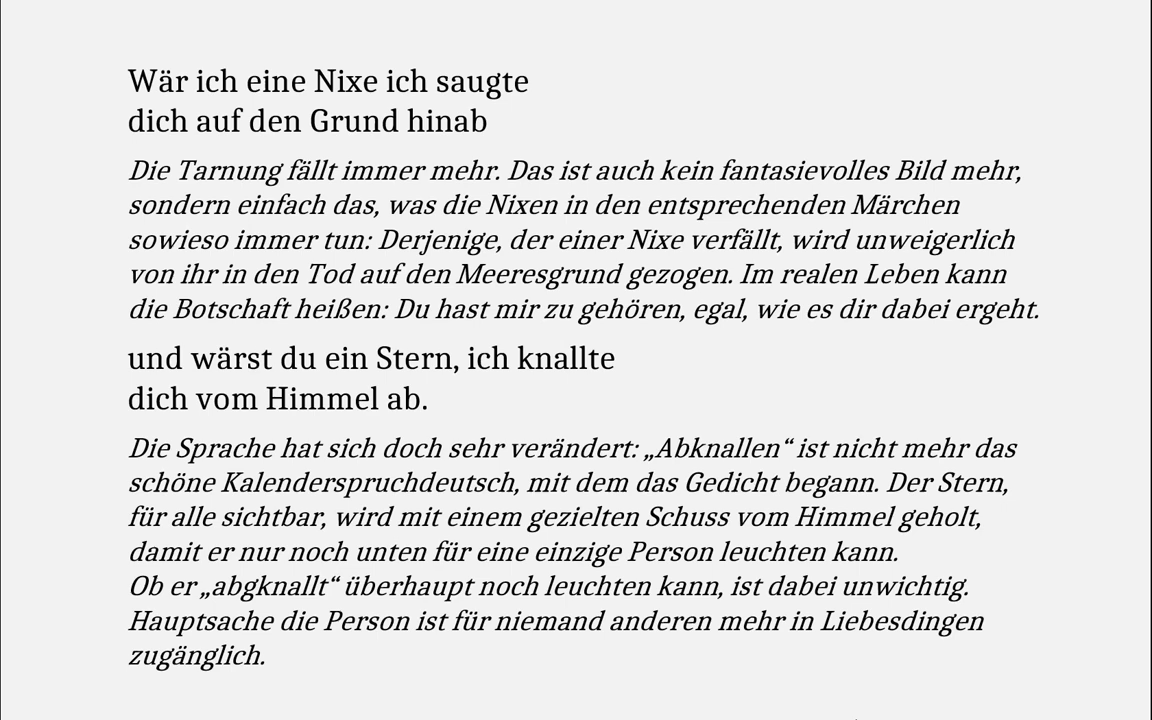 Wär ich eine Nixe ich saugte
dich auf den Grund hinab
Die Tarnung fällt immer mehr. Das ist auch kein fantasievolles Bild mehr,
sondern einfach das, was die Nixen in den entsprechenden Märchen
sowieso immer tun: Derjenige, der einer Nixe verfällt, wird unweigerlich
von ihr in den Tod auf den Meeresgrund gezogen. Im realen Leben kann
die Botschaft heißen: Du hast mir zu gehören, egal, wie es dir dabei ergeht.
und wärst du ein Stern, ich knallte
dich vom Himmel ab.
Die Sprache hat sich doch sehr verändert: „Abknallen“ ist nicht mehr das
schöne Kalenderspruchdeutsch, mit dem das Gedicht begann. Der Stern,
für alle sichtbar, wird mit einem gezielten Schuss vom Himmel geholt,
damit er nur noch unten für eine einzige Person leuchten kann.
Ob er „abgknallt“ überhaupt noch leuchten kann, ist dabei unwichtig.
Hauptsache die Person ist für niemand anderen mehr in Liebesdingen
zugänglich.